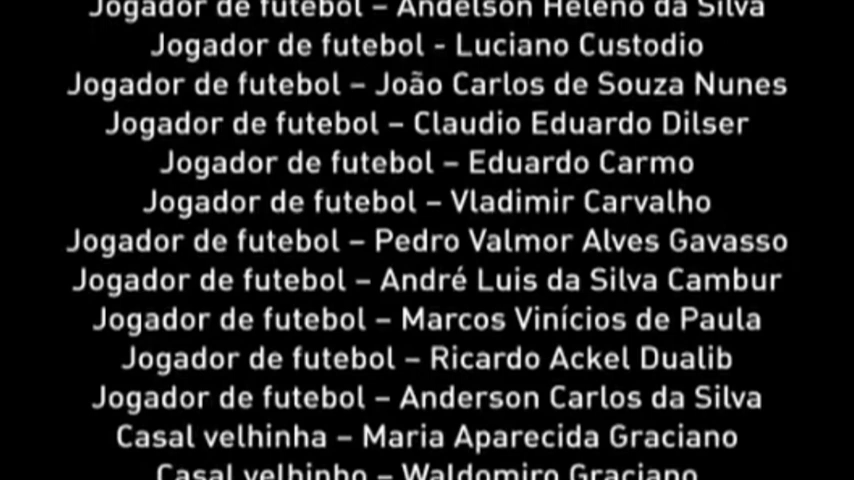 Jogador de futebol – Andelson Heleno da Silva
Jogador de futebol - Luciano Custodio
Jogador de futebol – João Carlos de Souza Nunes
Jogador de futebol – Claudio Eduardo Dilser
Jogador de futebol – Eduardo Carmo
Jogador de futebol – Vladimir Carvalho
Jogador de futebol – Pedro Valmor Alves Gavasso
Jogador de futebol – André Luis da Silva Cambur
Jogador de futebol – Marcos Vinícios de Paula
Jogador de futebol – Ricardo Ackel Dualib
Jogador de futebol – Anderson Carlos da Silva
Casal velhinha – Maria Aparecida Graciano
Casal velhinho – Waldomiro Graciano